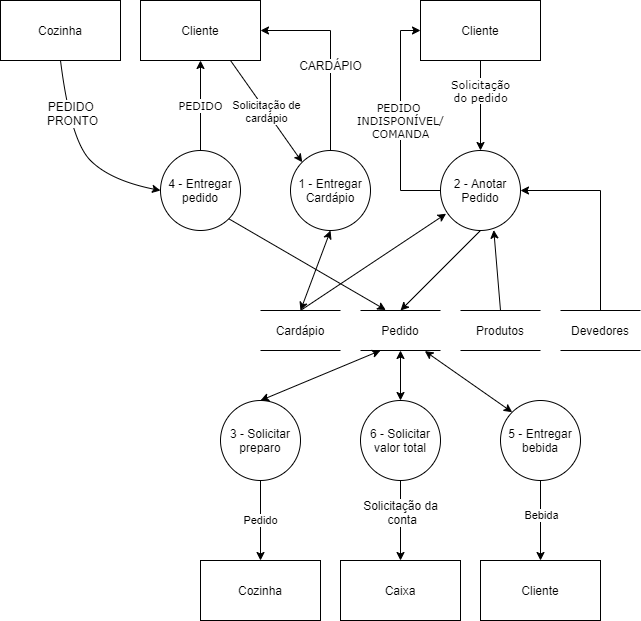 Cozinha
Cliente
Cliente
CARDÁPIO
Solicitação
do pedido
PEDIDO
PRONTO
PEDIDO
Solicitação de
cardápio
PEDIDO
INDISPONÍVEL/
COMANDA
4 - Entregar
pedido
1 - Entregar
Cardápio
2 - Anotar
Pedido
Cardápio
Pedido
Produtos
Devedores
3 - Solicitar
preparo
6 - Solicitar
valor total
5 - Entregar
bebida
Pedido
Solicitação da
conta
Bebida
Cozinha
Caixa
Cliente